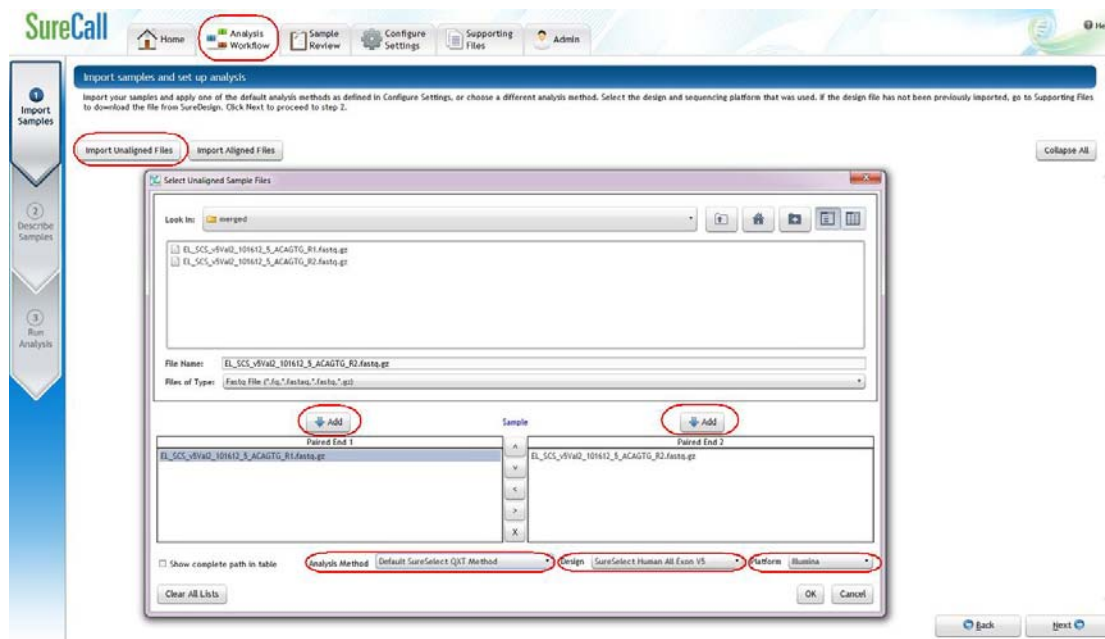 SureCall
Home
Analysis Workflow
Sample Review
Configure Settings
Supporting Files
Admin
1
Import Samples
2
Describe Samples
3
Run Analysis
Import samples and set up analysis
Import your samples and apply one of the default analysis methods as defined in Configure Settings, or choose a different analysis method. Select the design and sequencing platform that was used. If the design file has not been previously imported, go to Supporting Files
to download the file from SureDesign. Click Next to proceed to step 2.
Import Unaligned Files
Import Aligned Files
Collapse All
Select Unaligned Sample Files
Look In: merged
EL_SCS_v5Val2_101612_5_ACAGTG_R1.fastq.gz
EL_SCS_v5Val2_101612_5_ACAGTG_R2.fastq.gz
File Name: EL_SCS_v5Val2_101612_5_ACAGTG_R2.fastq.gz
Files of Type:
Add Sample Add
Paired End 1 Paired End 2
EL_SCS_v5Val2_101612_5_ACAGTG_R1.fastq.gz EL_SCS_v5Val2_101612_5_ACAGTG_R2.fastq.gz
^
v
<
>
X
Show complete path in table Analysis Method Default SureSelect QXT Method Design SureSelect Human All Exon V5 Platform Illumina
Clear All Lists OK Cancel
Back Next